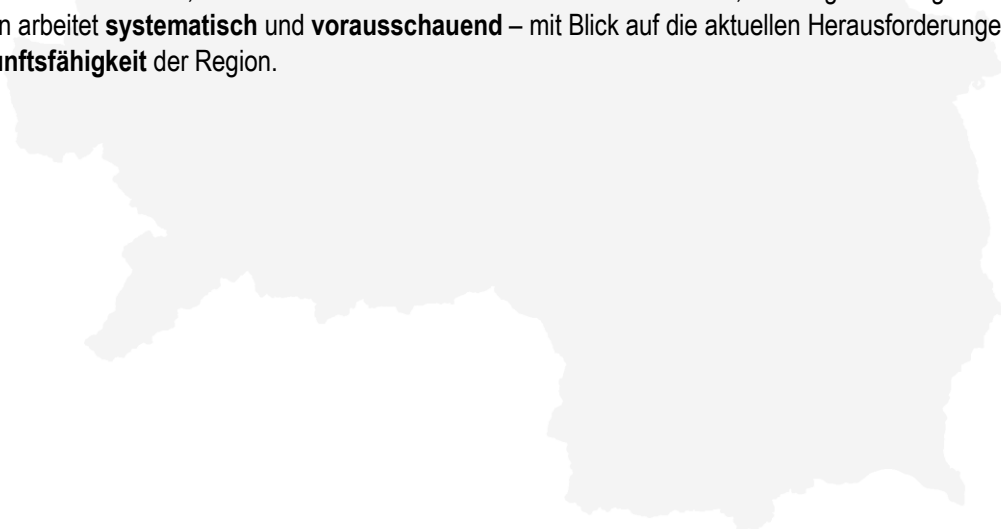 n arbeitet systematisch und vorausschauend – mit Blick auf die aktuellen Herausforderunge
unftsfähigkeit der Region.